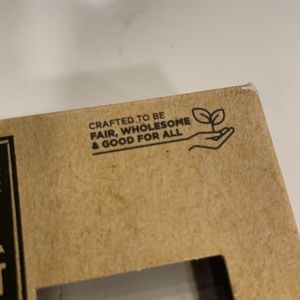 CRAFTED TO BE
FAIR, WHOLESOME
& GOOD FOR ALL